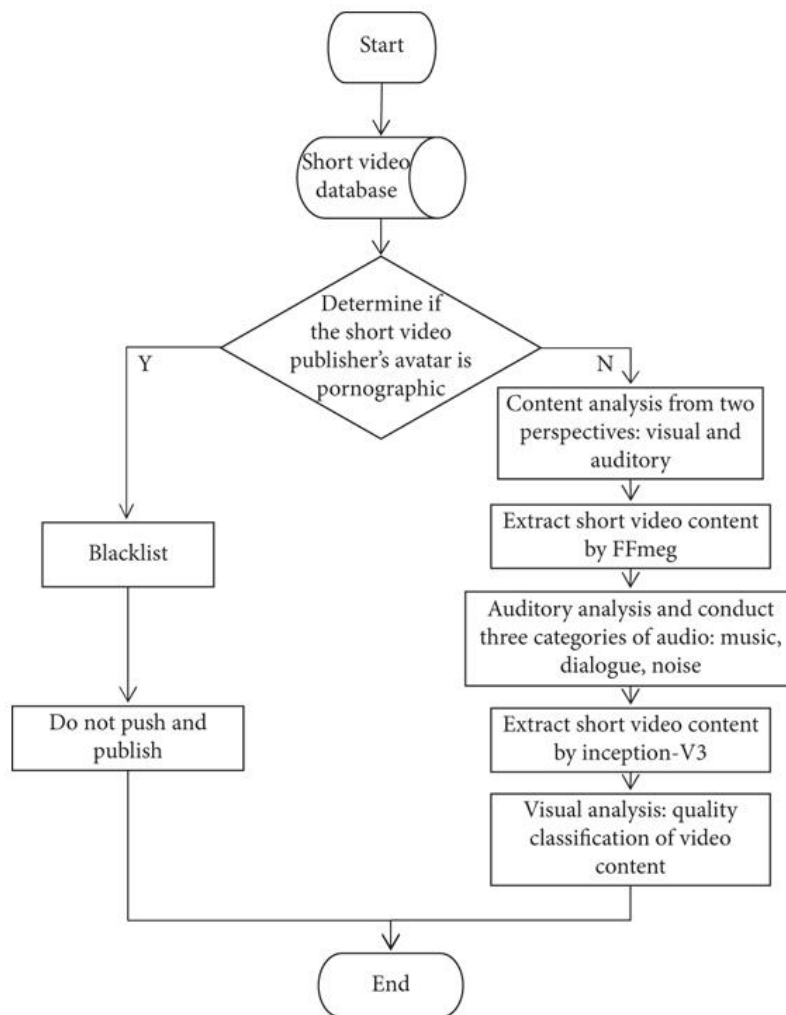 Start
Short video
database
Determine if
the short video
publisher's avatar is
pornographic
Y
N
Content analysis from two
perspectives: visual and
auditory
Extract short video content
by FFmeg
Blacklist
Auditory analysis and conduct
three categories of audio: music,
dialogue, noise
Do not push and
publish
Extract short video content
by inception-V3
Visual analysis: quality
classification of video
content
End